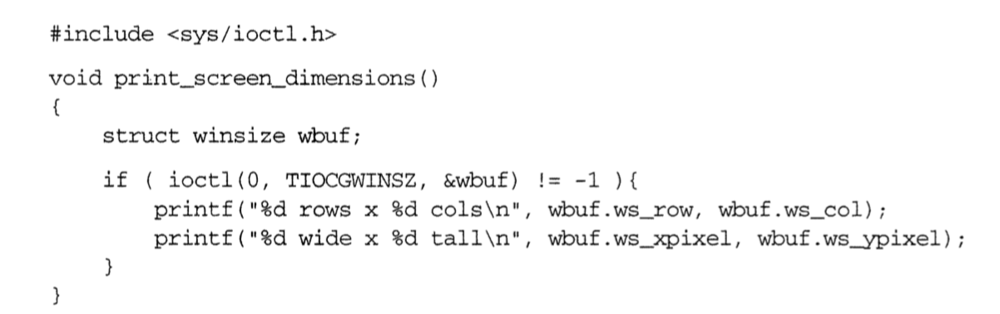 #include <sys/ioctl.h>
void print_screen_dimensions()
{
    struct winsize wbuf;
    if ( ioctl(0, TIOCGWINSZ, &wbuf) != -1 ){
        printf("%d rows x %d cols\n", wbuf.ws_row, wbuf.ws_col);
        printf("%d wide x %d tall\n", wbuf.ws_xpixel, wbuf.ws_ypixel);
    }
}